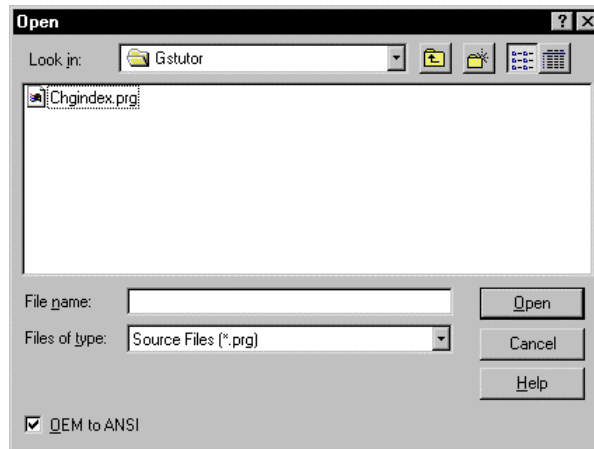 Open
Look in: Gstutor
Chgindex.prg
File name: Open
Files of type: Source Files (*.prg) Cancel
Help
OEM to ANSI